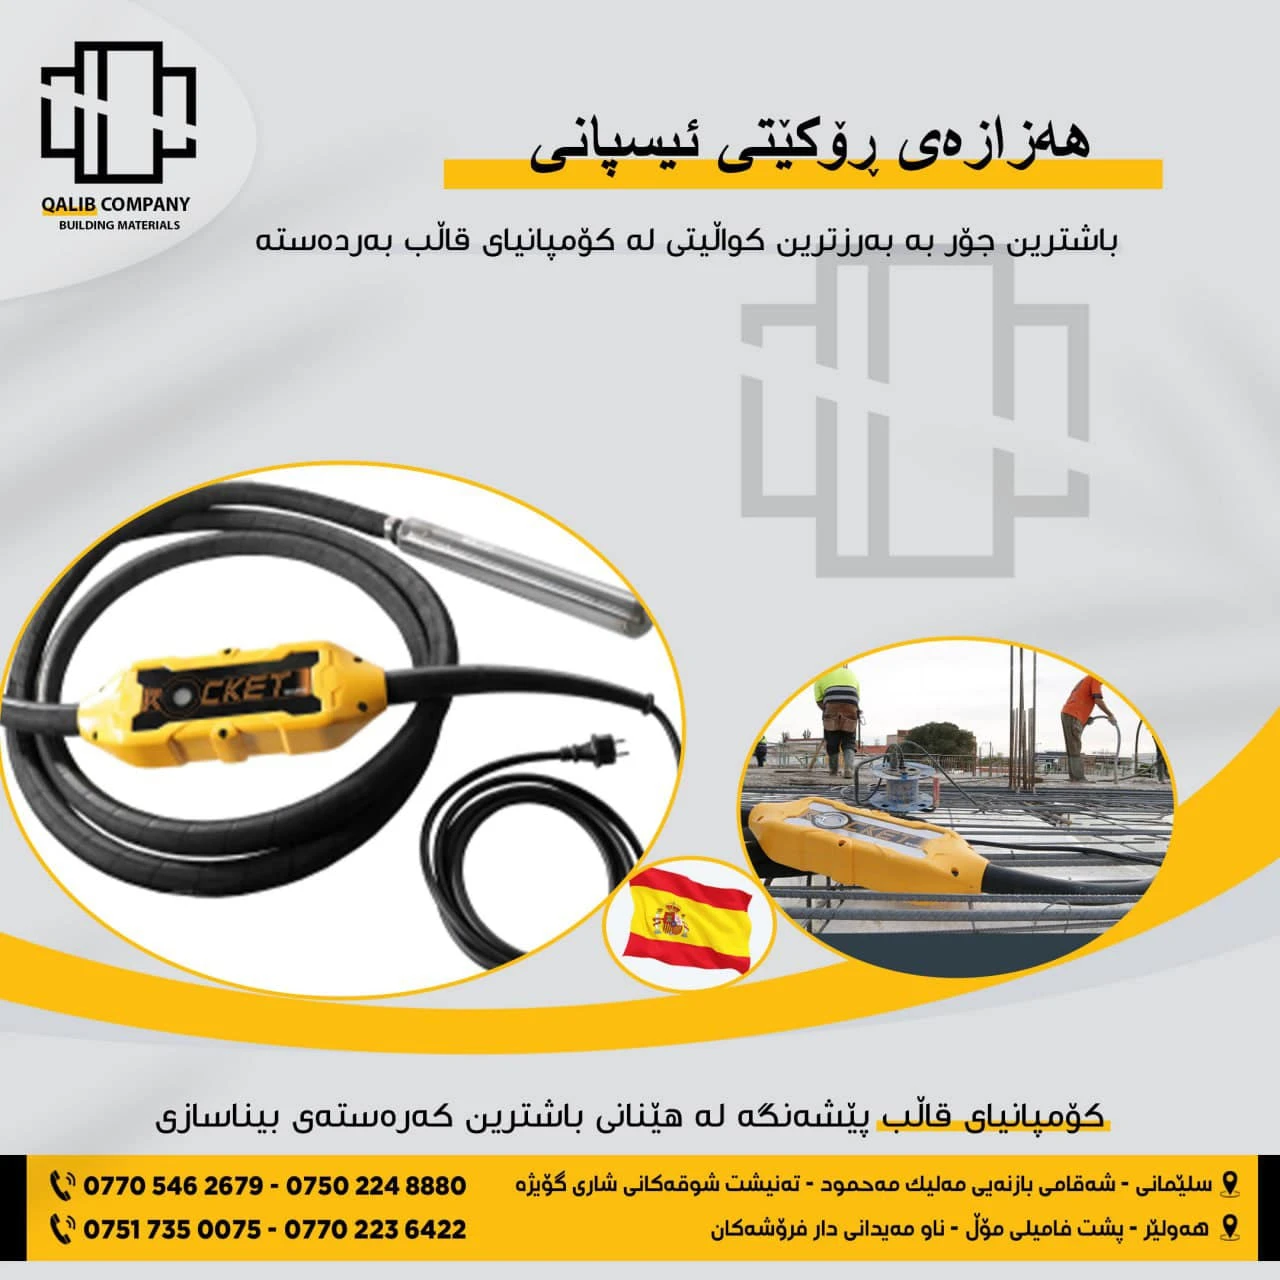 QALIB COMPANY
BUILDING MATERIALS
هەزازەی ڕۆکێتی ئیسپانی
باشترین جۆر بە بەرزترین کواڵیتی لە کۆمپانیای قاڵب بەردەستە
ROCKET
ROCKET
کۆمپانیای قاڵب پێشەنگە لە هێنانی باشترین کەرەستەی بیناسازی
سلێمانی - شەقامی بازنەیی مەلیك مەحمود - تەنیشت شوقەکانی شاری گۆیژە
0770 546 2679 - 0750 224 8880
هەولێر - پشت فامیلی مۆڵ - ناو مەیدانی دار فرۆشەکان
0751 735 0075 - 0770 223 6422